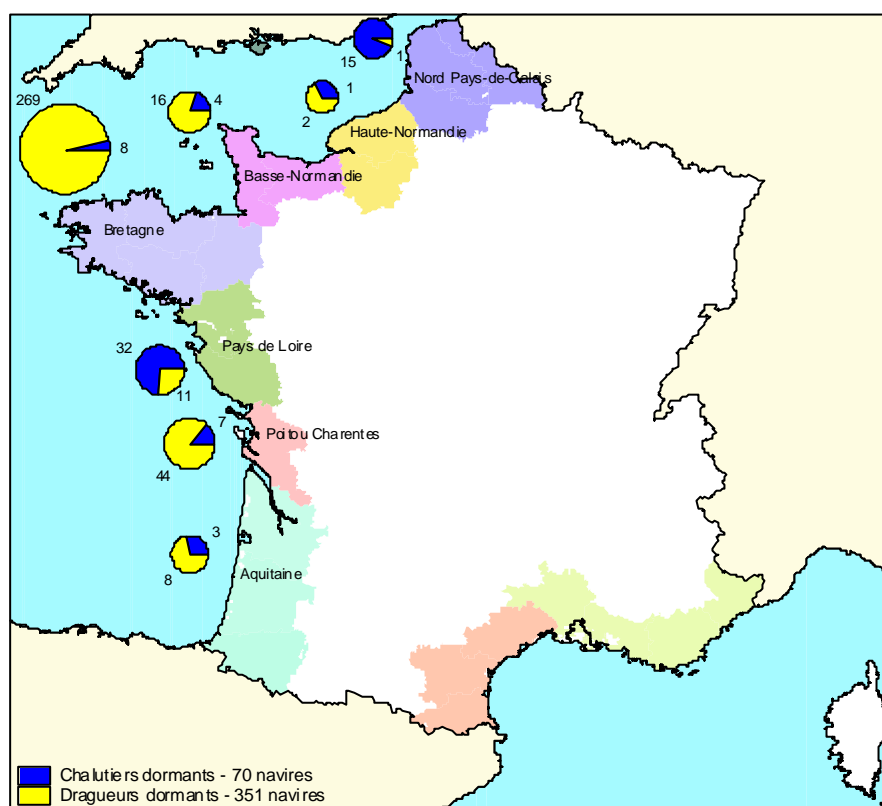 15
1
Nord Pays-de-Calais
269
16
4
1
2
Haute-Normandie
8
Basse-Normandie
Bretagne
32
Pays de Loire
11
7
Poitou Charentes
44
3
8
Aquitaine
Chalutiers dormants - 70 navires
Dragueurs dormants - 351 navires